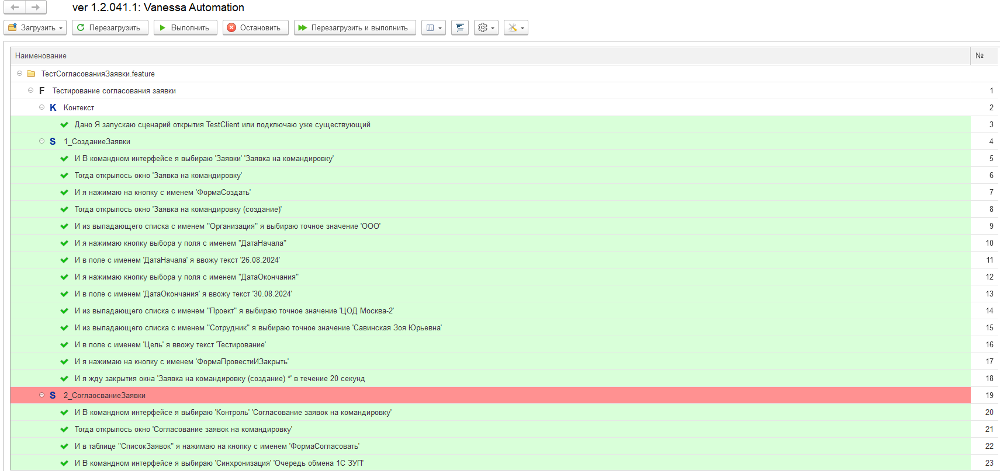 ver 1.2.041.1: Vanessa Automation
Загрузить Перезагрузить Выполнить Остановить Перезагрузить и выполнить
Наименование №
ТестСогласованияЗаявки.feature
F Тестирование согласования заявки 1
K Контекст 2
Дано Я запускаю сценарий открытия TestClient или подключаю уже существующий 3
S 1_СозданиеЗаявки 4
И В командном интерфейсе я выбираю 'Заявки' 'Заявка на командировку' 5
Тогда открылось окно 'Заявка на командировку' 6
И я нажимаю на кнопку с именем 'ФормаСоздать' 7
Тогда открылось окно 'Заявка на командировку (создание)' 8
И из выпадающего списка с именем "Организация" я выбираю точное значение 'ООО' 9
И я нажимаю кнопку выбора у поля с именем "ДатаНачала" 10
И в поле с именем 'ДатаНачала' я ввожу текст '26.08.2024' 11
И я нажимаю кнопку выбора у поля с именем "ДатаОкончания" 12
И в поле с именем 'ДатаОкончания' я ввожу текст '30.08.2024' 13
И из выпадающего списка с именем "Проект" я выбираю точное значение 'ЦОД Москва-2' 14
И из выпадающего списка с именем "Сотрудник" я выбираю точное значение 'Савинская Зоя Юрьевна' 15
И в поле с именем 'Цель' я ввожу текст 'Тестирование' 16
И я нажимаю на кнопку с именем 'ФормаПровестиИЗакрыть' 17
И я жду закрытия окна 'Заявка на командировку (создание) *' в течение 20 секунд 18
S 2_СоглаосваниеЗаявки 19
И В командном интерфейсе я выбираю 'Контроль' 'Согласование заявок на командировку' 20
Тогда открылось окно 'Согласование заявок на командировку' 21
И в таблице "СписокЗаявок" я нажимаю на кнопку с именем 'ФормаСогласовать' 22
И В командном интерфейсе я выбираю 'Синхронизация' 'Очередь обмена 1С ЗУП' 23